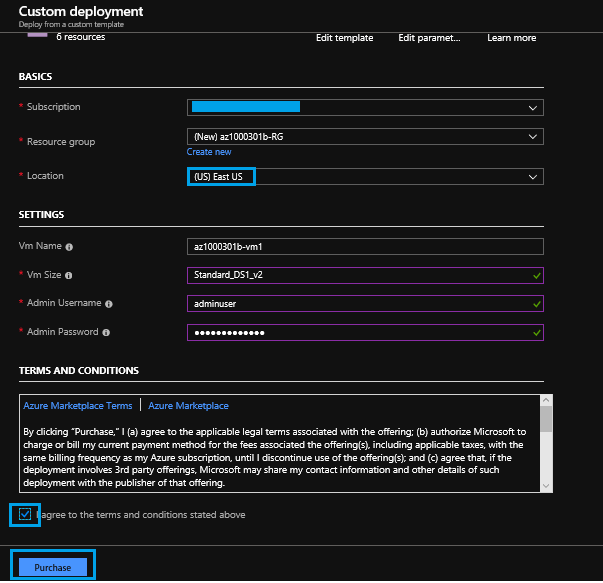 Custom deployment
Deploy from a custom template
6 resources
Edit template
Edit paramet...
Learn more
BASICS
* Subscription
* Resource group
(New) az1000301b-RG
Create new
* Location
(US) East US
SETTINGS
Vm Name
az1000301b-vm1
* Vm Size
Standard_DS1_v2
* Admin Username
adminuser
* Admin Password
•••••••••••••
TERMS AND CONDITIONS
Azure Marketplace Terms | Azure Marketplace
By clicking “Purchase,” I (a) agree to the applicable legal terms associated with the offering; (b) authorize Microsoft to
charge or bill my current payment method for the fees associated the offering(s), including applicable taxes, with the
same billing frequency as my Azure subscription, until I discontinue use of the offering(s); and (c) agree that, if the
deployment involves 3rd party offerings, Microsoft may share my contact information and other details of such
deployment with the publisher of that offering.
I agree to the terms and conditions stated above
Purchase